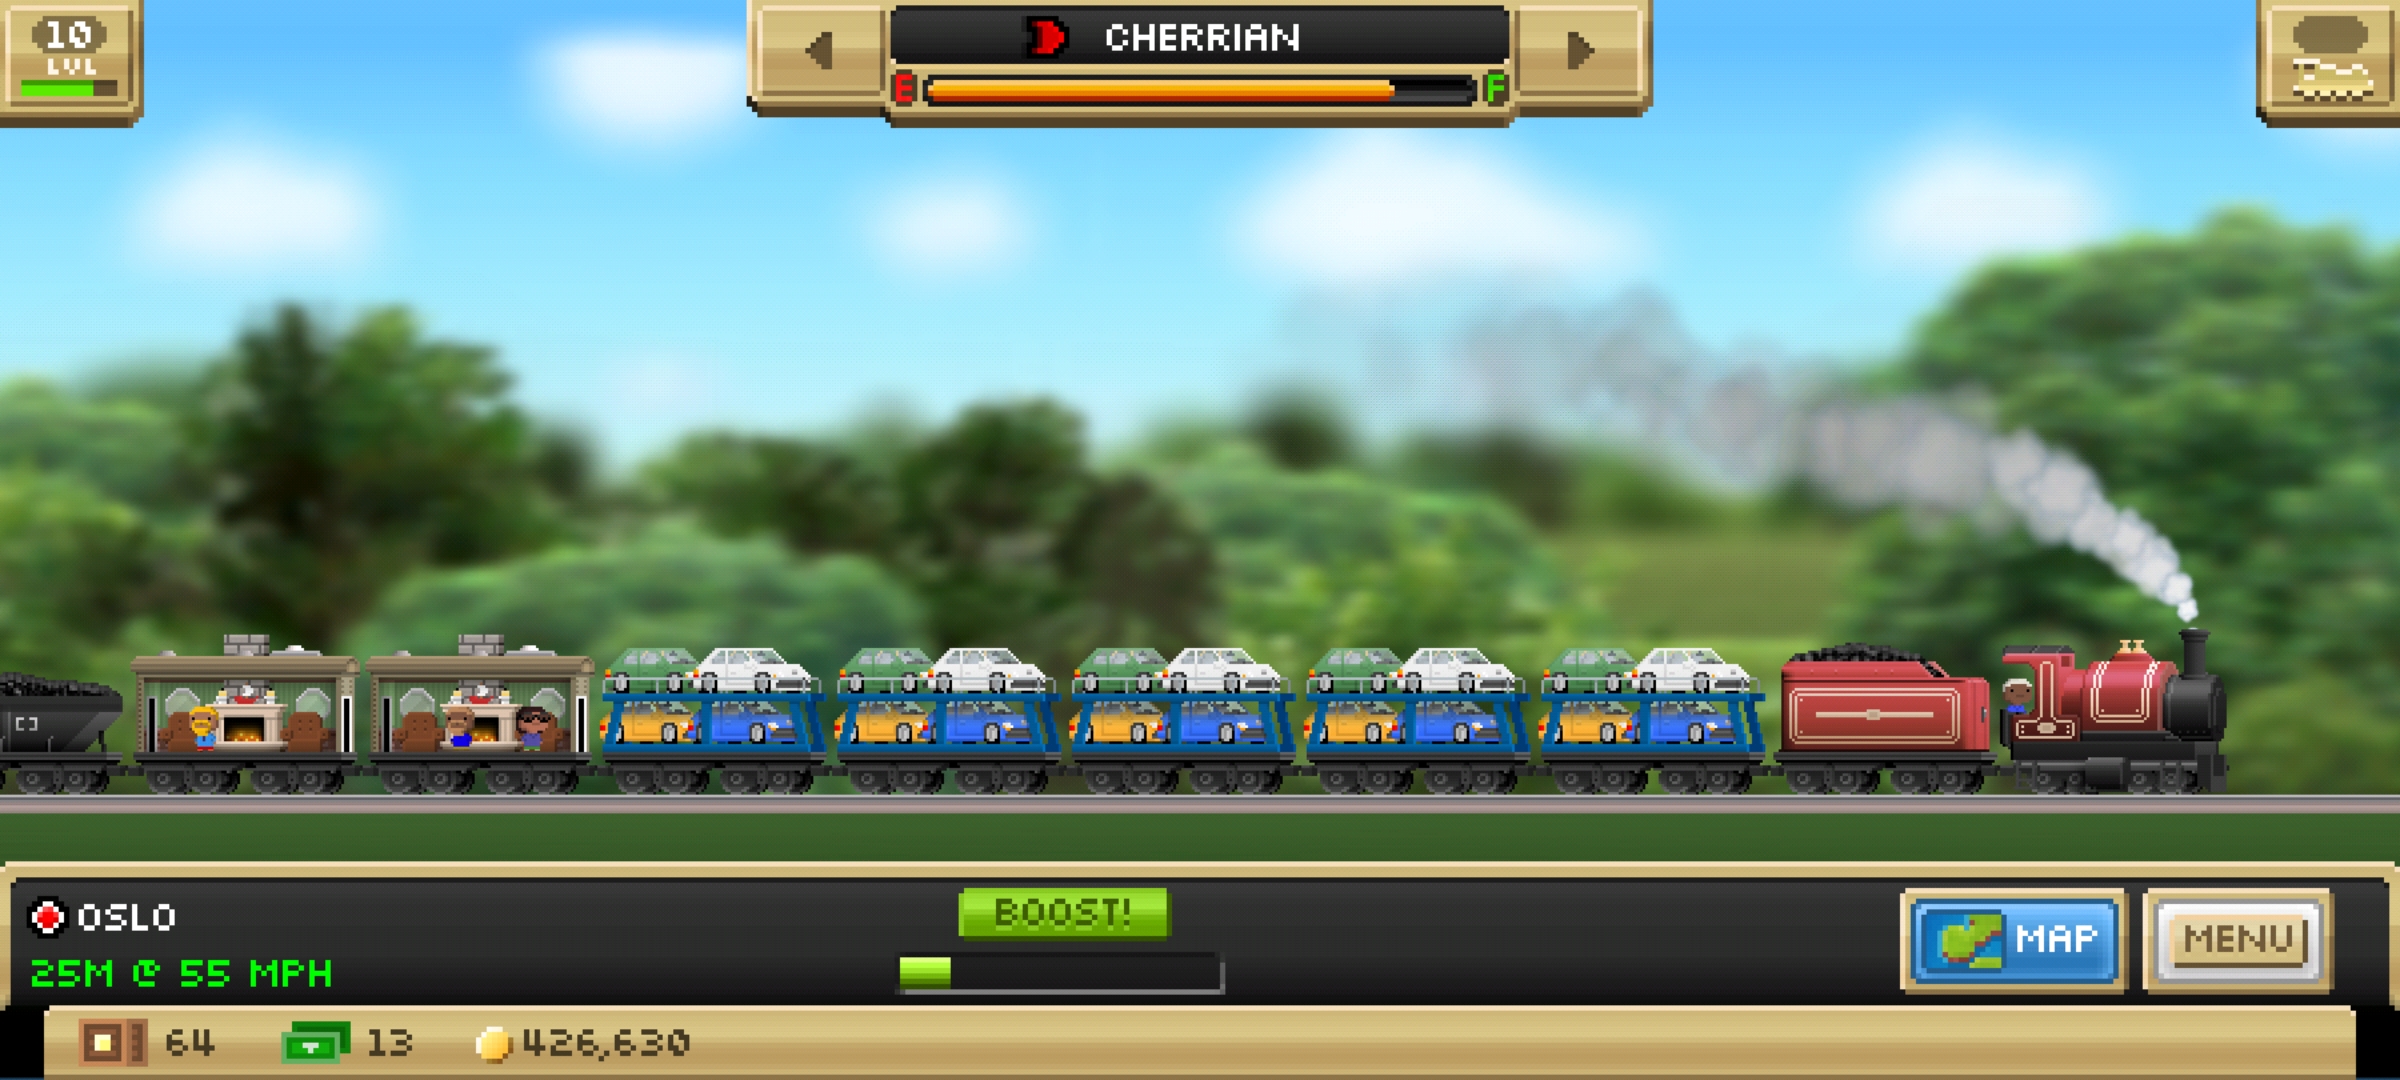 10
LVL
CHERRIAN
E
F
OSLO
25M @ 55 MPH
BOOST!
MAP
MENU
64
13
426,630